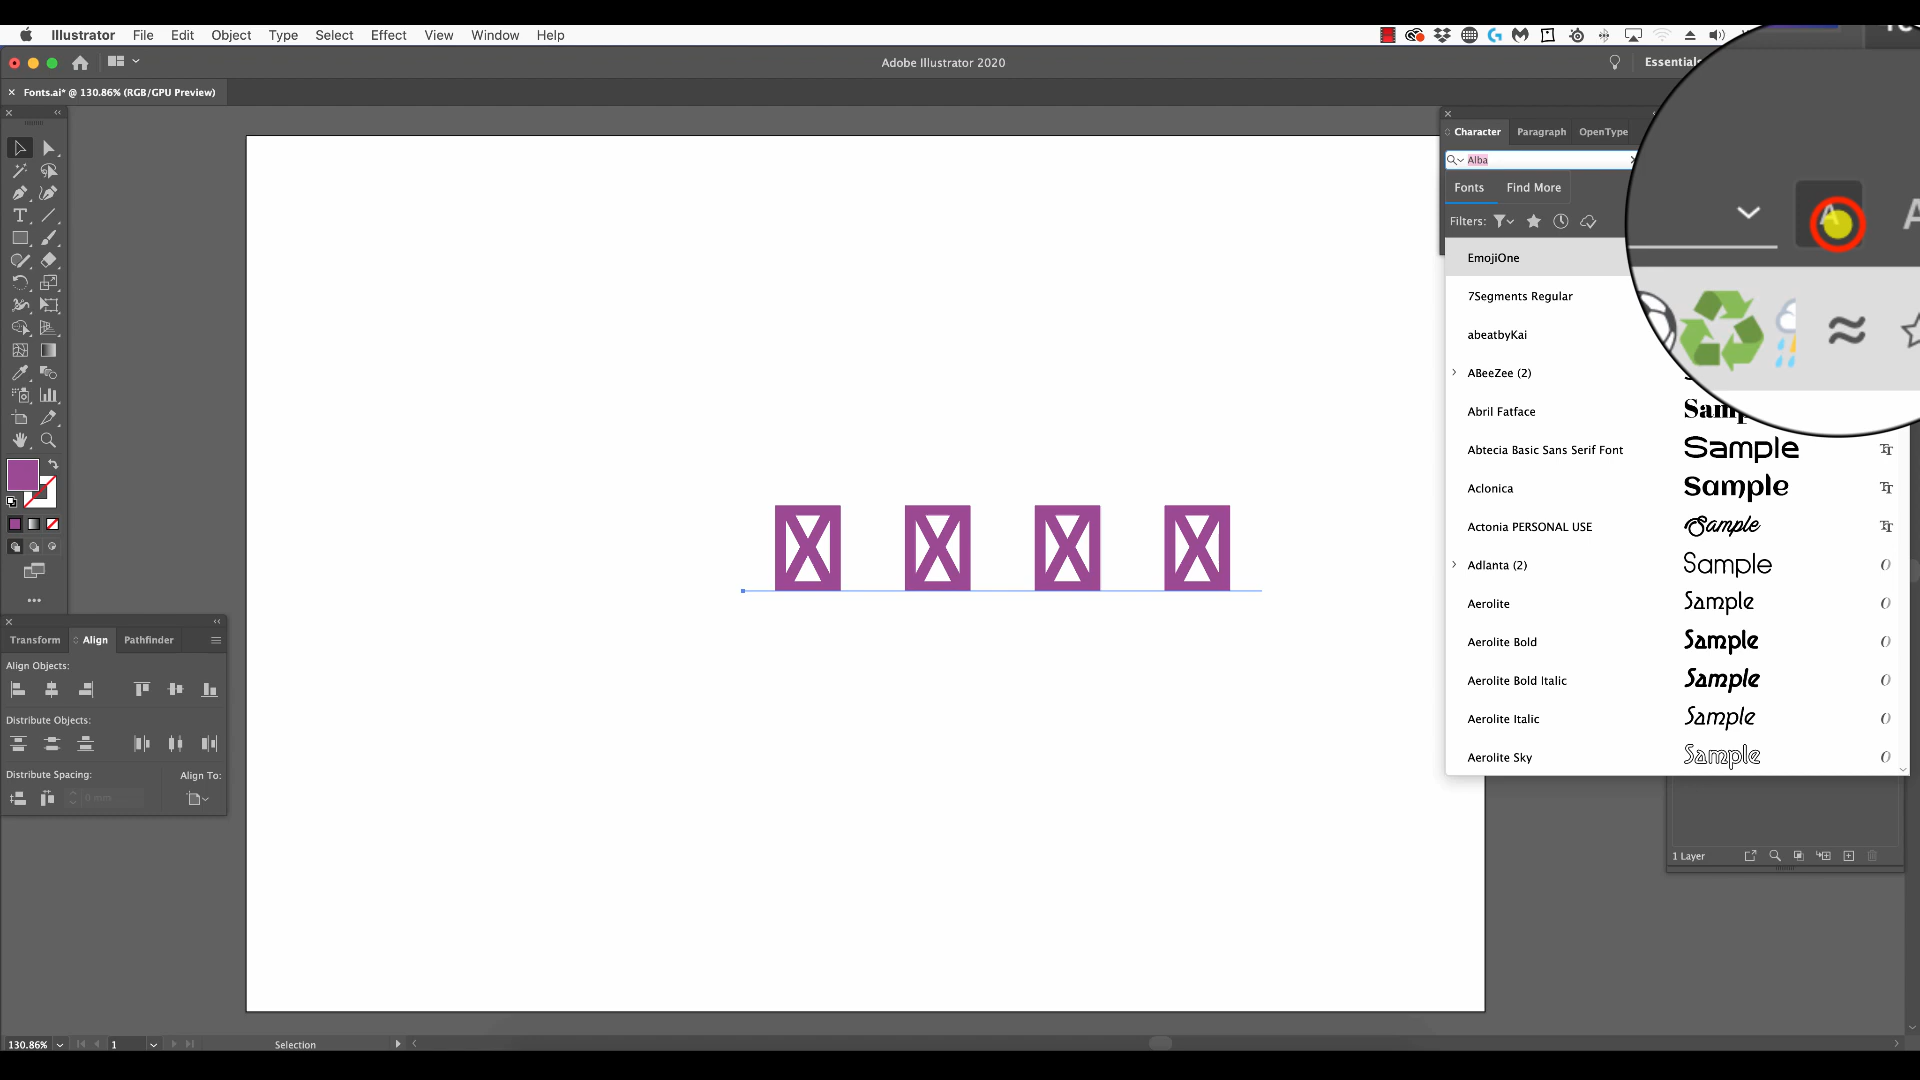 Illustrator File Edit Object Type Select Effect View Window Help
Adobe Illustrator 2020
Essentials
Fonts.ai* @ 130.86% (RGB/GPU Preview)
Character Paragraph OpenType
Alba
Fonts Find More
Filters:
A
EmojiOne
7Segments Regular
abeatbyKai
ABeeZee (2)
Abril Fatface
Abtecia Basic Sans Serif Font Sample
Aclonica Sample
Actonia PERSONAL USE Sample
Adlanta (2) Sample
Aerolite Sample
Aerolite Bold Sample
Aerolite Bold Italic Sample
Aerolite Italic Sample
Aerolite Sky Sample
Transform Align Pathfinder
Align Objects:
Distribute Objects:
Distribute Spacing: Align To:
0 mm
1 Layer
130.86% 1 Selection